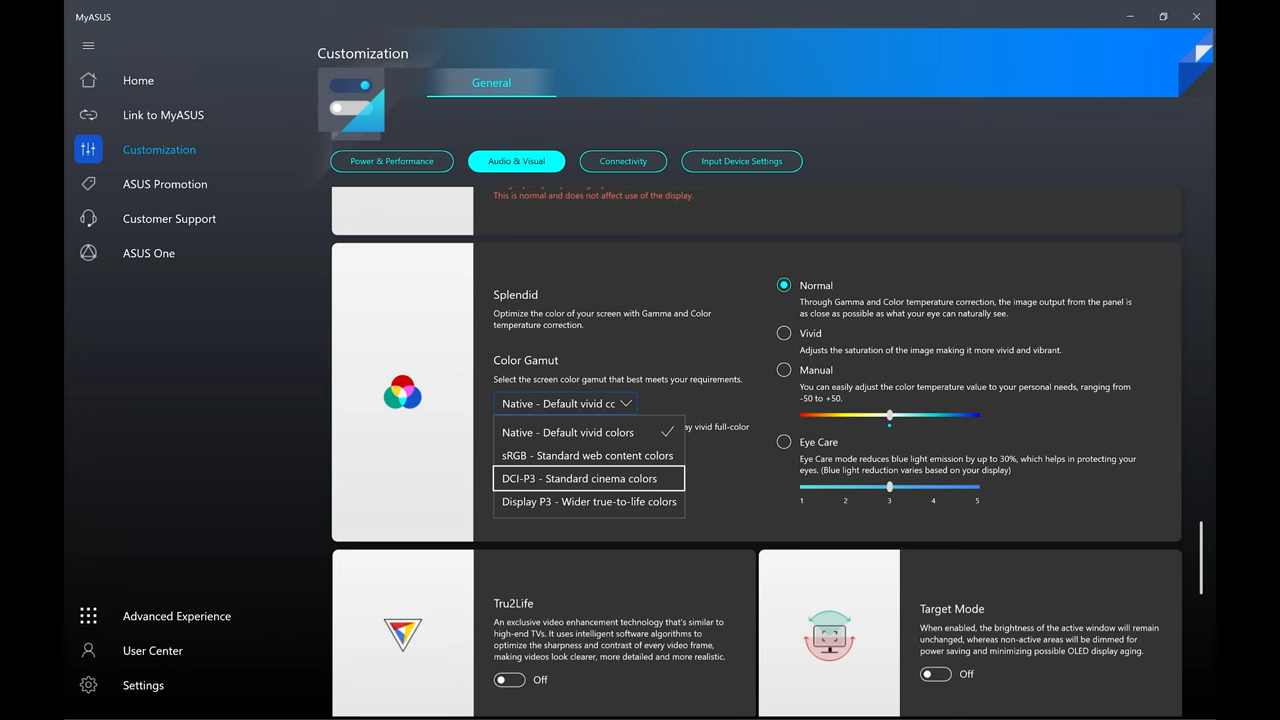 MyASUS
Customization
General
Home
Link to MyASUS
Customization
ASUS Promotion
Customer Support
ASUS One
Advanced Experience
User Center
Settings
Power & Performance
Audio & Visual
Connectivity
Input Device Settings
This is normal and does not affect use of the display.
Splendid
Optimize the color of your screen with Gamma and Color
temperature correction.
Color Gamut
Select the screen color gamut that best meets your requirements.
Native - Default vivid cc
Native - Default vivid colors
sRGB - Standard web content colors
DCI-P3 - Standard cinema colors
Display P3 - Wider true-to-life colors
ay vivid full-color
Normal
Through Gamma and Color temperature correction, the image output from the panel is
as close as possible as what your eye can naturally see.
Vivid
Adjusts the saturation of the image making it more vivid and vibrant.
Manual
You can easily adjust the color temperature value to your personal needs, ranging from
-50 to +50.
Eye Care
Eye Care mode reduces blue light emission by up to 30%, which helps in protecting your
eyes. (Blue light reduction varies based on your display)
1 2 3 4 5
Tru2Life
An exclusive video enhancement technology that's similar to
high-end TVs. It uses intelligent software algorithms to
optimize the sharpness and contrast of every video frame,
making videos look clearer, more detailed and more realistic.
Off
Target Mode
When enabled, the brightness of the active window will remain
unchanged, whereas non-active areas will be dimmed for
power saving and minimizing possible OLED display aging.
Off